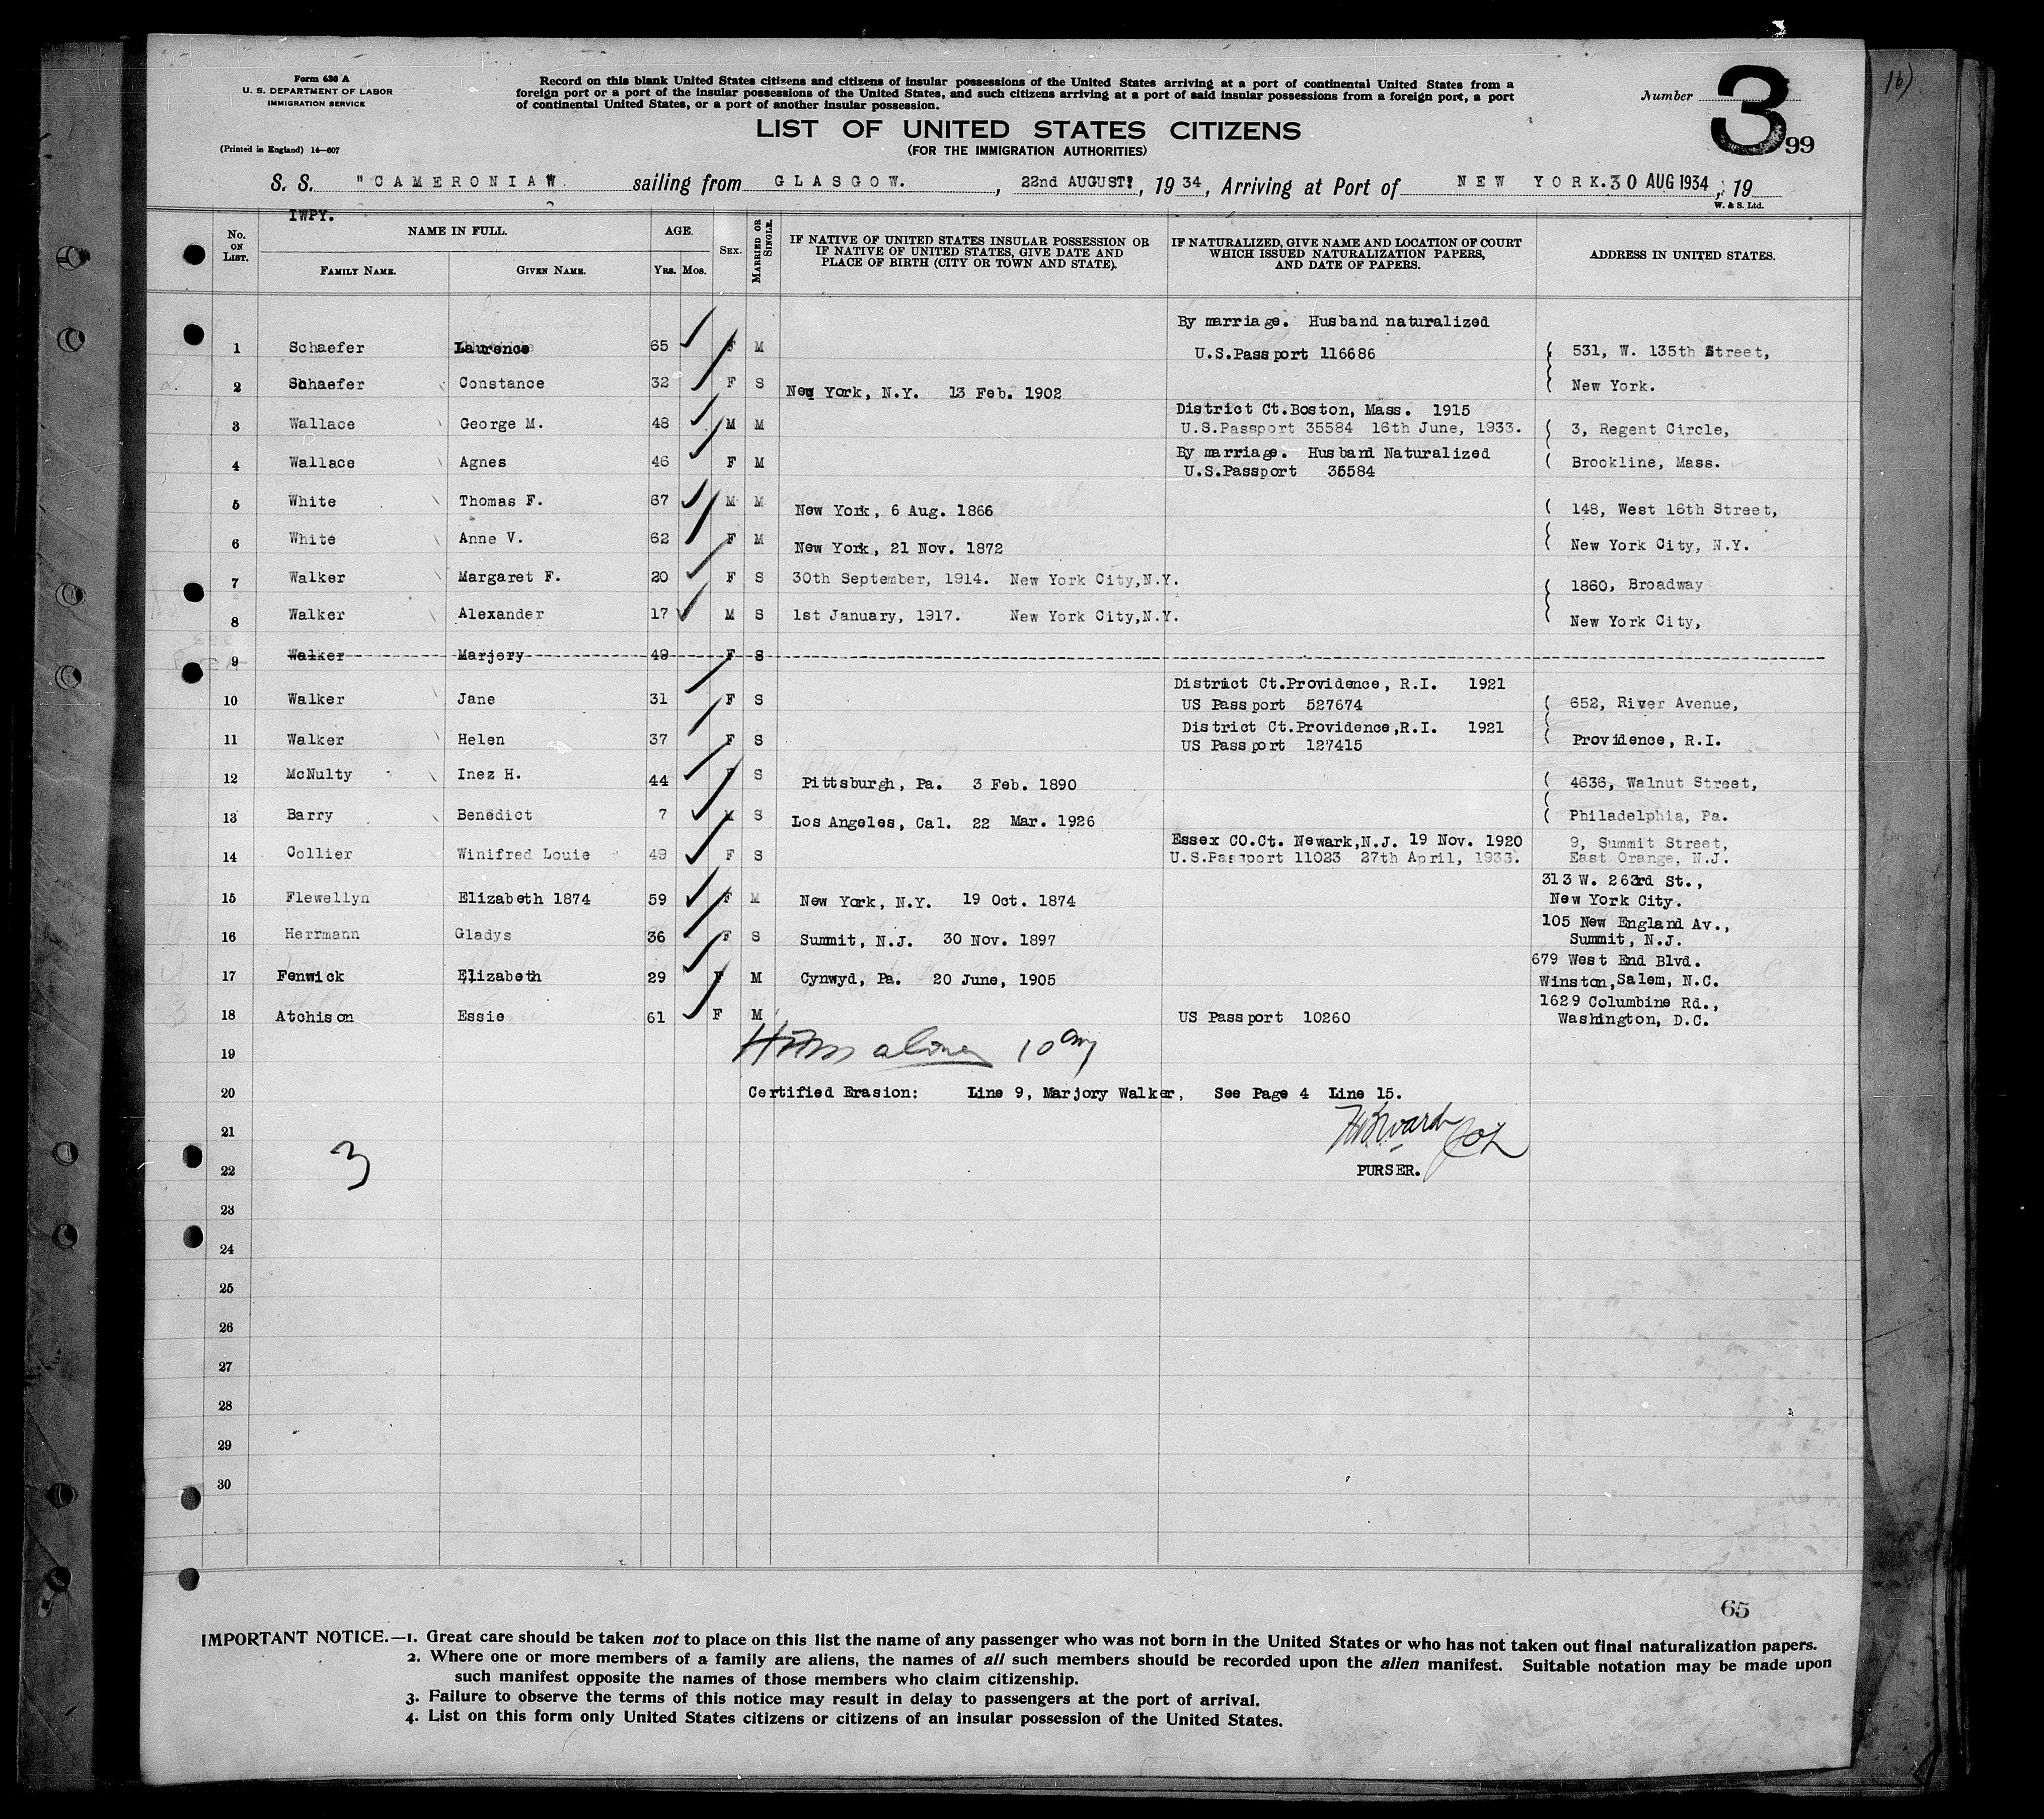 16)
Form 630 A
U. S. DEPARTMENT OF LABOR
IMMIGRATION SERVICE
(Printed in England) 14—607
Record on this blank United States citizens and citizens of insular possessions of the United States arriving at a port of continental United States from a
foreign port or a port of the insular possessions of the United States, and such citizens arriving at a port of said insular possessions from a foreign port, a port
of continental United States, or a port of another insular possession.
Number 3
99
LIST OF UNITED STATES CITIZENS
(FOR THE IMMIGRATION AUTHORITIES)
S. S. "CAMERONIA" sailing from GLASGOW. , 22nd AUGUST, 1934, Arriving at Port of NEW YORK. 30 AUG 1934, 19
W. & S. Ltd.
IWPY.
No. ON LIST. NAME IN FULL. AGE. SEX. MARRIED OR SINGLE. IF NATIVE OF UNITED STATES INSULAR POSSESSION OR IF NATIVE OF UNITED STATES, GIVE DATE AND PLACE OF BIRTH (CITY OR TOWN AND STATE). IF NATURALIZED, GIVE NAME AND LOCATION OF COURT WHICH ISSUED NATURALIZATION PAPERS, AND DATE OF PAPERS. ADDRESS IN UNITED STATES.
FAMILY NAME. GIVEN NAME. YRS. MOS.
By marriage. Husband naturalized
1 Schaefer Laurence 65 F M U.S.Passport 116686 531, W. 135th Street,
2 Schaefer Constance 32 F S New York, N.Y. 13 Feb. 1902 New York.
District Ct.Boston, Mass. 1915
3 Wallace George M. 48 M M U.S.Passport 35584 16th June, 1933. 3, Regent Circle,
By marriage. Husband Naturalized
4 Wallace Agnes 46 F M U.S.Passport 35584 Brookline, Mass.
5 White Thomas F. 67 M M New York, 6 Aug. 1866 148, West 16th Street,
6 White Anne V. 62 F M New York, 21 Nov. 1872 New York City, N.Y.
7 Walker Margaret F. 20 F S 30th September, 1914. New York City,N.Y. 1860, Broadway
8 Walker Alexander 17 M S 1st January, 1917. New York City,N.Y. New York City,
9 Walker Marjory 49 F S
District Ct.Providence, R.I. 1921
10 Walker Jane 31 F S US Passport 527674 652, River Avenue,
District Ct.Providence,R.I. 1921
11 Walker Helen 37 F S US Passport 127415 Providence, R.I.
12 McNulty Inez H. 44 F S Pittsburgh, Pa. 3 Feb. 1890 4636, Walnut Street,
13 Barry Benedict 7 M S Los Angeles, Cal. 22 Mar. 1926 Philadelphia, Pa.
Essex CO.Ct. Newark,N.J. 19 Nov. 1920 9, Summit Street,
14 Collier Winifred Louie 49 F S U.S.Passport 11023 27th April, 1933. East Orange, N.J.
313 W. 263rd St.,
15 Flewellyn Elizabeth 1874 59 F M New York, N.Y. 19 Oct. 1874 New York City.
105 New England Av.,
16 Herrmann Gladys 36 F S Summit, N.J. 30 Nov. 1897 Summit, N.J.
679 West End Blvd.
17 Fenwick Elizabeth 29 F M Cynwyd, Pa. 20 June, 1905 Winston,Salem, N.C.
1629 Columbine Rd.,
18 Atchison Essie 61 F M US Passport 10260 Washington, D.C.
19
20 Certified Erasion: Line 9, Marjory Walker, See Page 4 Line 15.
21
22 3 PURSER.
23
24
25
26
27
28
29
30
65
IMPORTANT NOTICE.—1. Great care should be taken not to place on this list the name of any passenger who was not born in the United States or who has not taken out final naturalization papers.
2. Where one or more members of a family are aliens, the names of all such members should be recorded upon the alien manifest. Suitable notation may be made upon
such manifest opposite the names of those members who claim citizenship.
3. Failure to observe the terms of this notice may result in delay to passengers at the port of arrival.
4. List on this form only United States citizens or citizens of an insular possession of the United States.